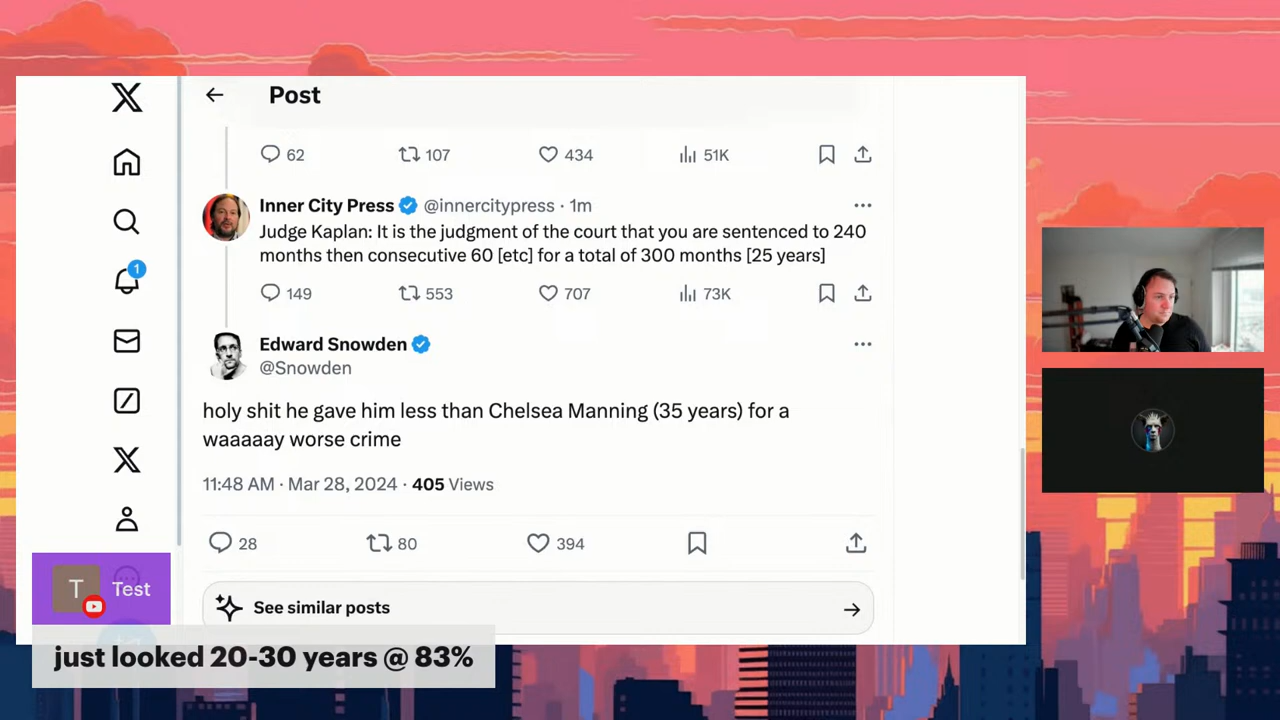 Post
62 107 434 51K
Inner City Press @innercitypress · 1m
Judge Kaplan: It is the judgment of the court that you are sentenced to 240
months then consecutive 60 [etc] for a total of 300 months [25 years]
149 553 707 73K
1
Edward Snowden
@Snowden
holy shit he gave him less than Chelsea Manning (35 years) for a
waaaaay worse crime
11:48 AM · Mar 28, 2024 · 405 Views
28 80 394
T Test
See similar posts
just looked 20-30 years @ 83%